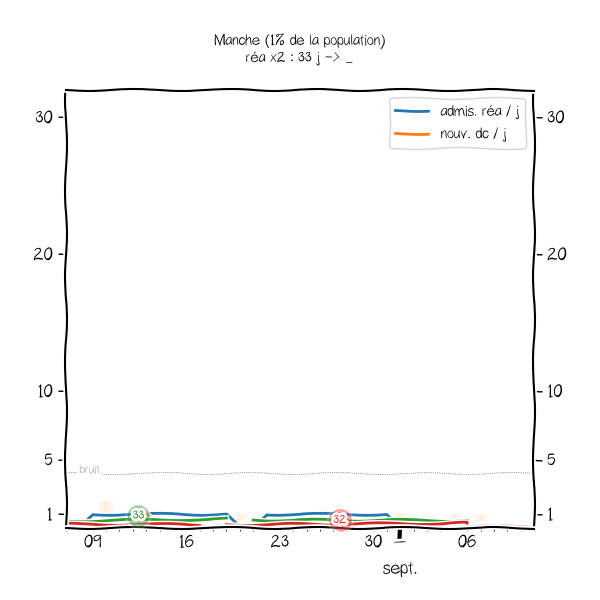 Manche (1% de la population)
réa x2 : 33 j -> _
admis. réa / j
nouv. dc / j
30
30
20
20
10
10
5
5
bruit
1
1
33
32
09
16
23
30
06
sept.